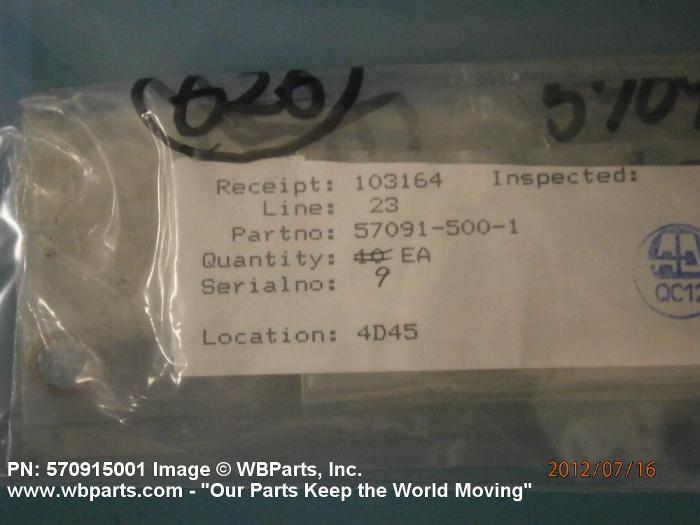 (626)
5709
Receipt: 103164 Inspected:
Line: 23
Partno: 57091-500-1
Quantity: 10 EA
9
Serialno:
QC12
Location: 4D45
PN: 570915001 Image © WBParts, Inc.
2012/07/16
www.wbparts.com - "Our Parts Keep the World Moving"